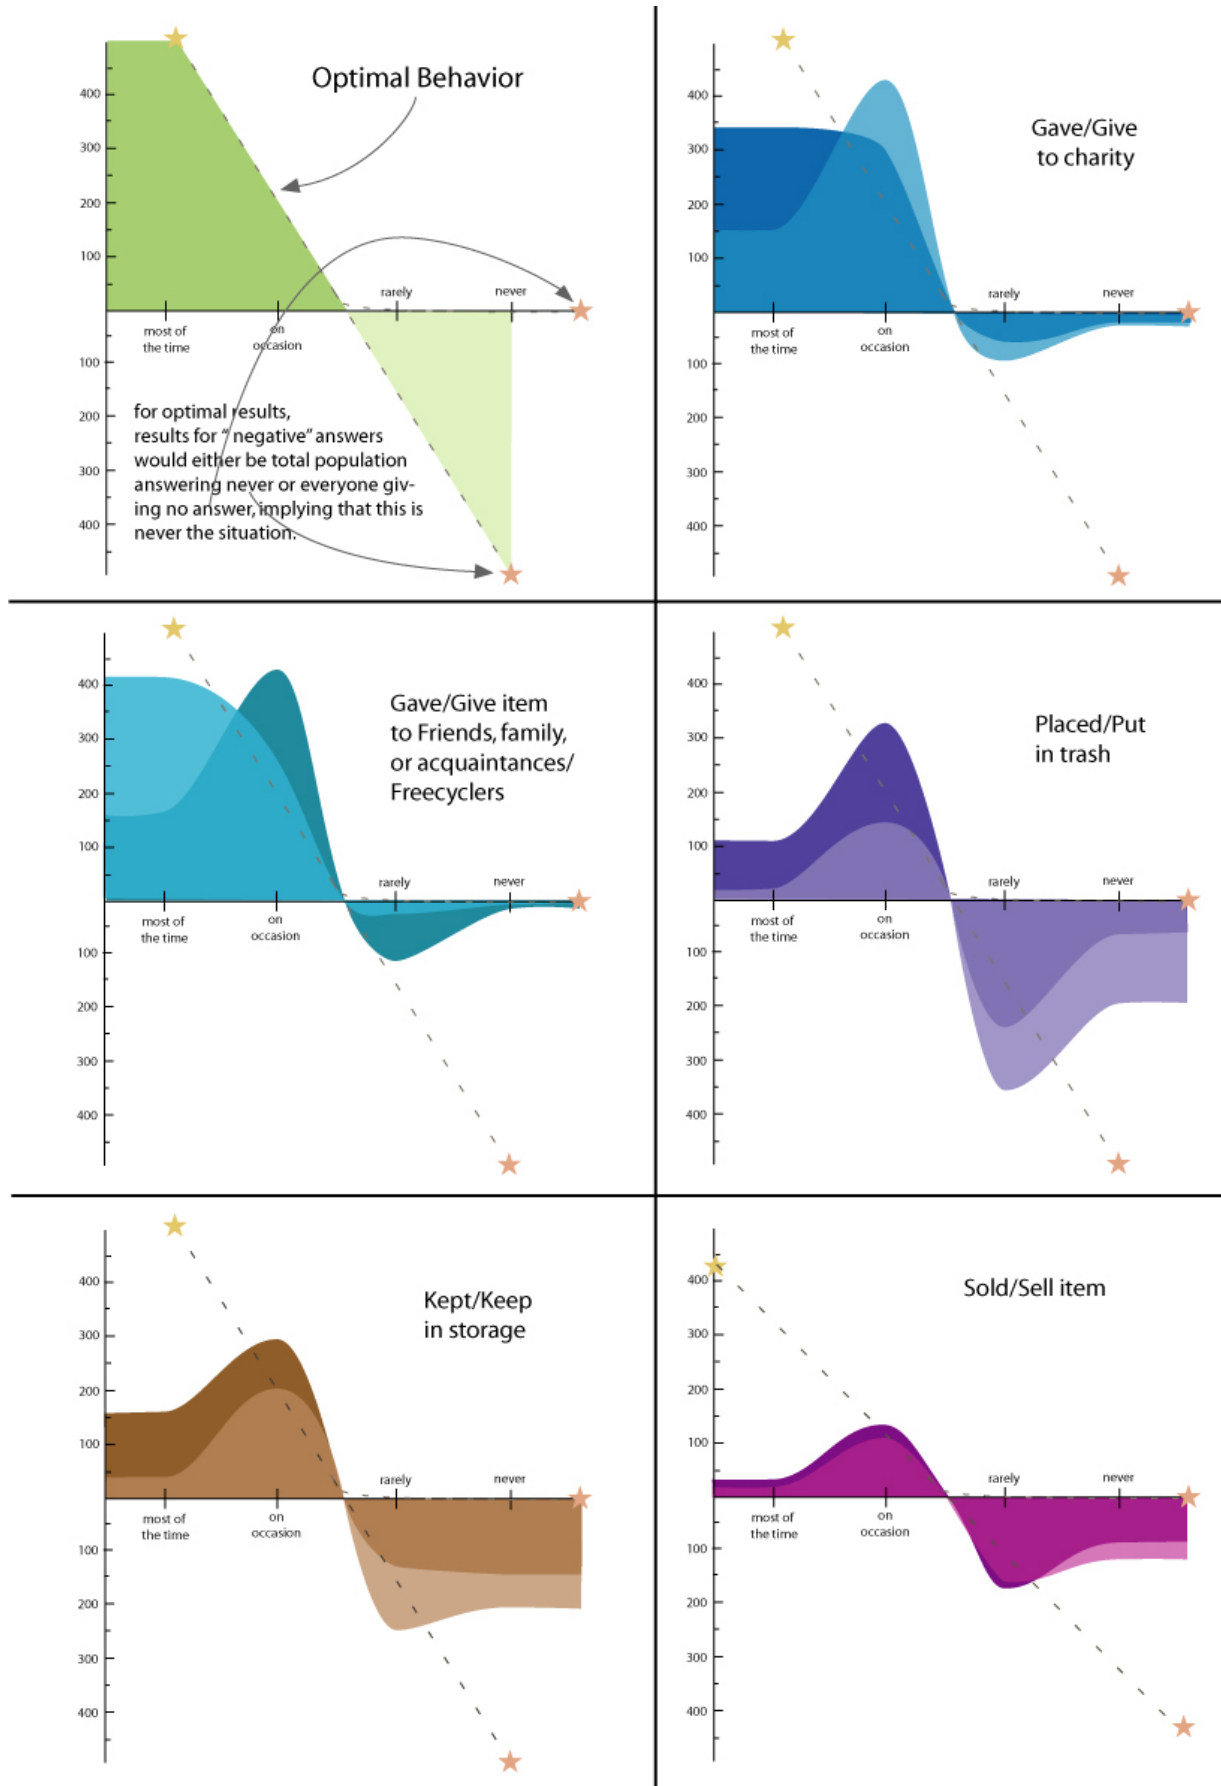 Optimal Behavior
400
300
200
100
100
200
300
400
most of
the time
on
occasion
rarely
never
for optimal results,
results for “ negative” answers
would either be total population
answering never or everyone giv-
ing no answer, implying that this is
never the situation.
Gave/Give
to charity
400
300
200
100
100
200
300
400
most of
the time
on
occasion
rarely
never
Gave/Give item
to Friends, family,
or acquaintances/
Freecyclers
400
300
200
100
100
200
300
400
most of
the time
on
occasion
rarely
never
Placed/Put
in trash
400
300
200
100
100
200
300
400
most of
the time
on
occasion
rarely
never
Kept/Keep
in storage
400
300
200
100
100
200
300
400
most of
the time
on
occasion
rarely
never
Sold/Sell item
400
300
200
100
100
200
300
400
most of
the time
on
occasion
rarely
never